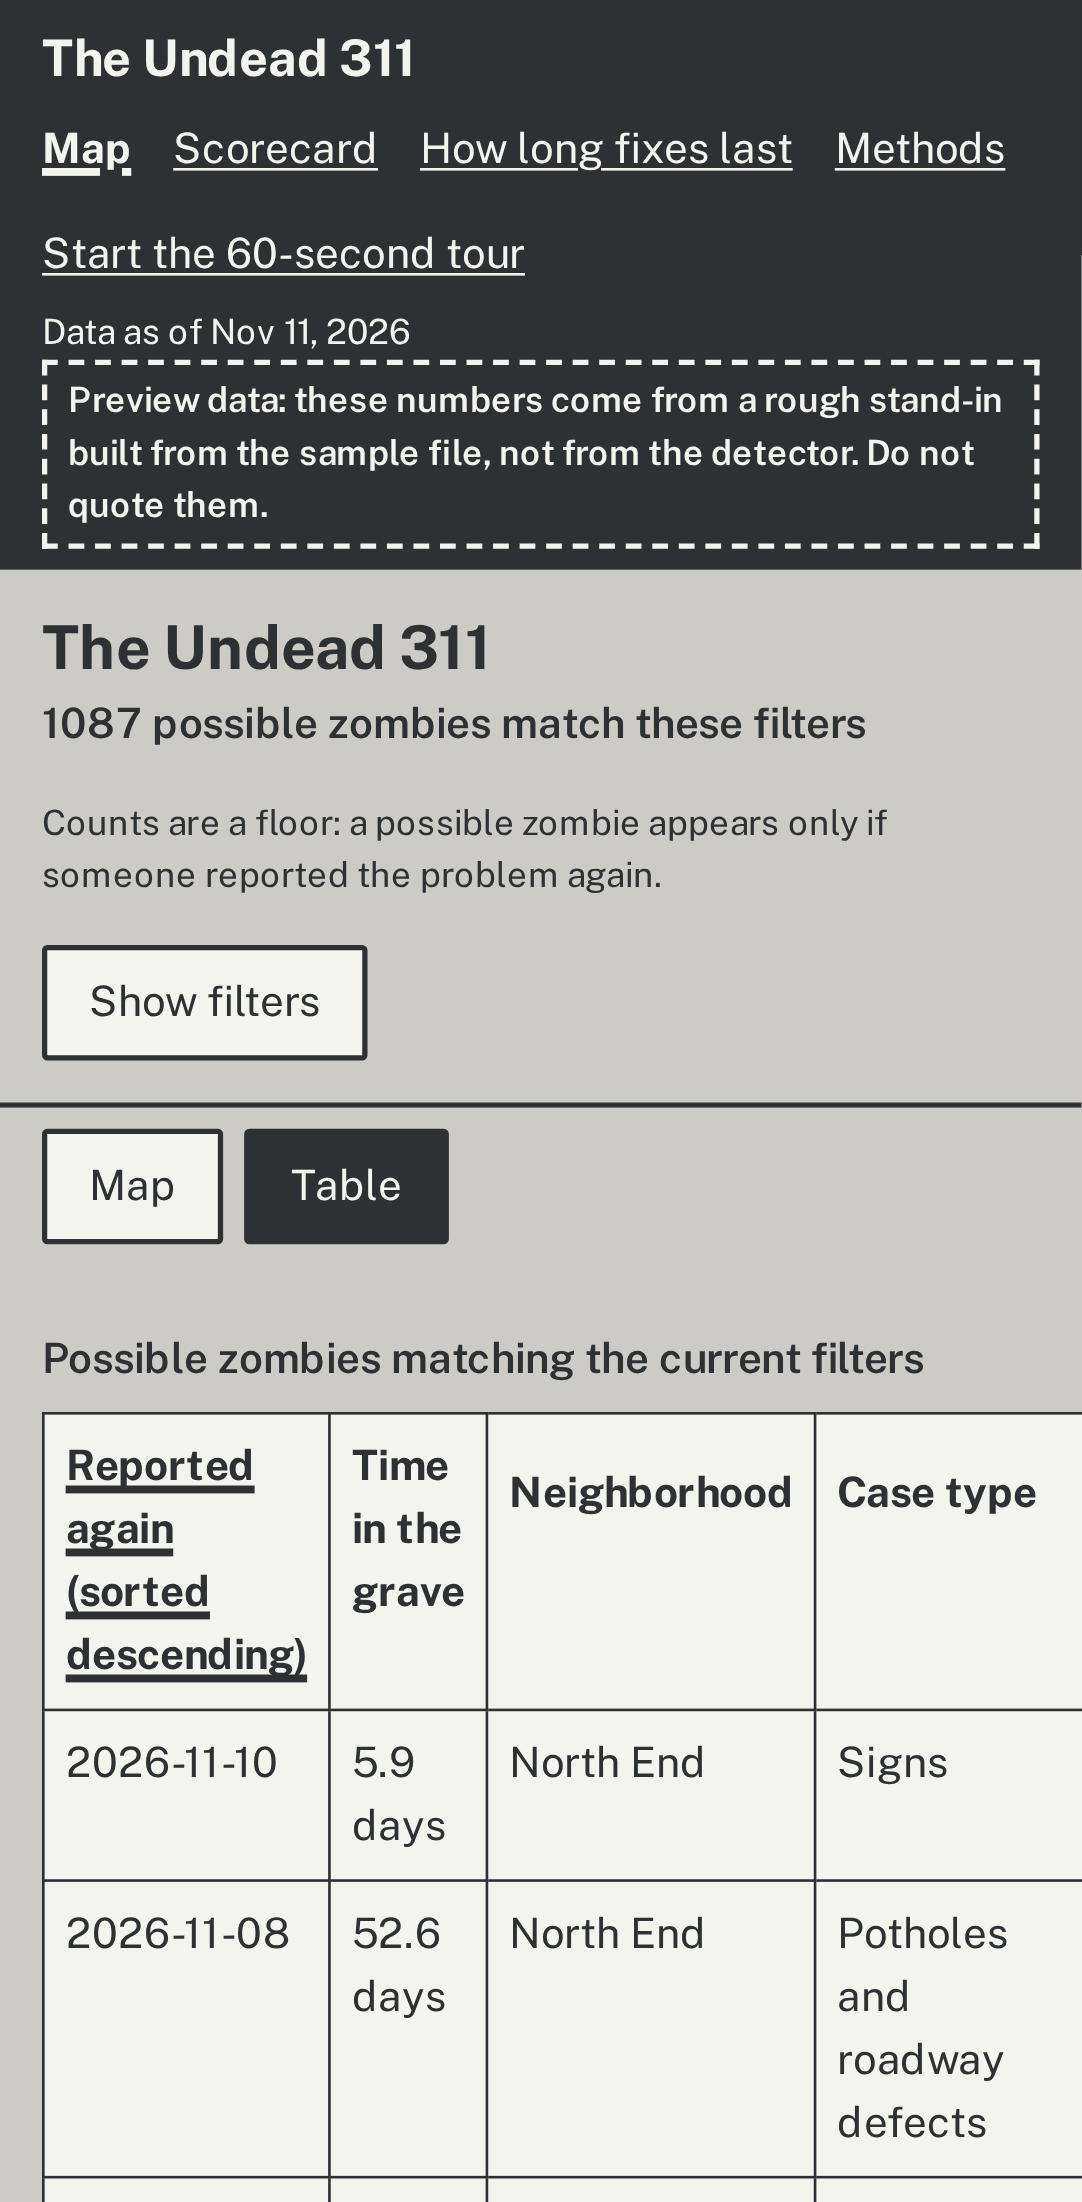 The Undead 311
Map Scorecard How long fixes last Methods
Start the 60-second tour
Data as of Nov 11, 2026
Preview data: these numbers come from a rough stand-in
built from the sample file, not from the detector. Do not
quote them.
The Undead 311
1087 possible zombies match these filters
Counts are a floor: a possible zombie appears only if
someone reported the problem again.
Show filters
Map Table
Possible zombies matching the current filters
Reported
again
(sorted
descending)
Time
in the
grave
Neighborhood
Case type
2026-11-10
5.9
days
North End
Signs
2026-11-08
52.6
days
North End
Potholes
and
roadway
defects